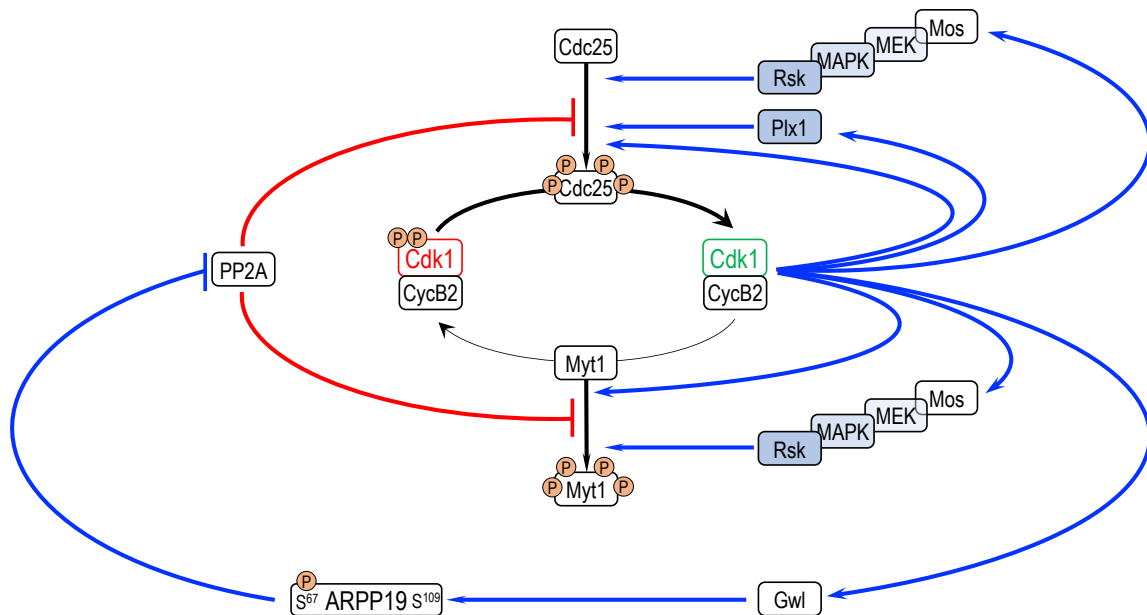 Mos
MEK
MAPK
Rsk
Cdc25
Plx1
P
P
P
Cdc25
P
P
P
Cdk1
CycB2
Cdk1
CycB2
PP2A
Myt1
Mos
MEK
MAPK
Rsk
P
P
P
Myt1
P
P
S67 ARPP19 S109
Gwl